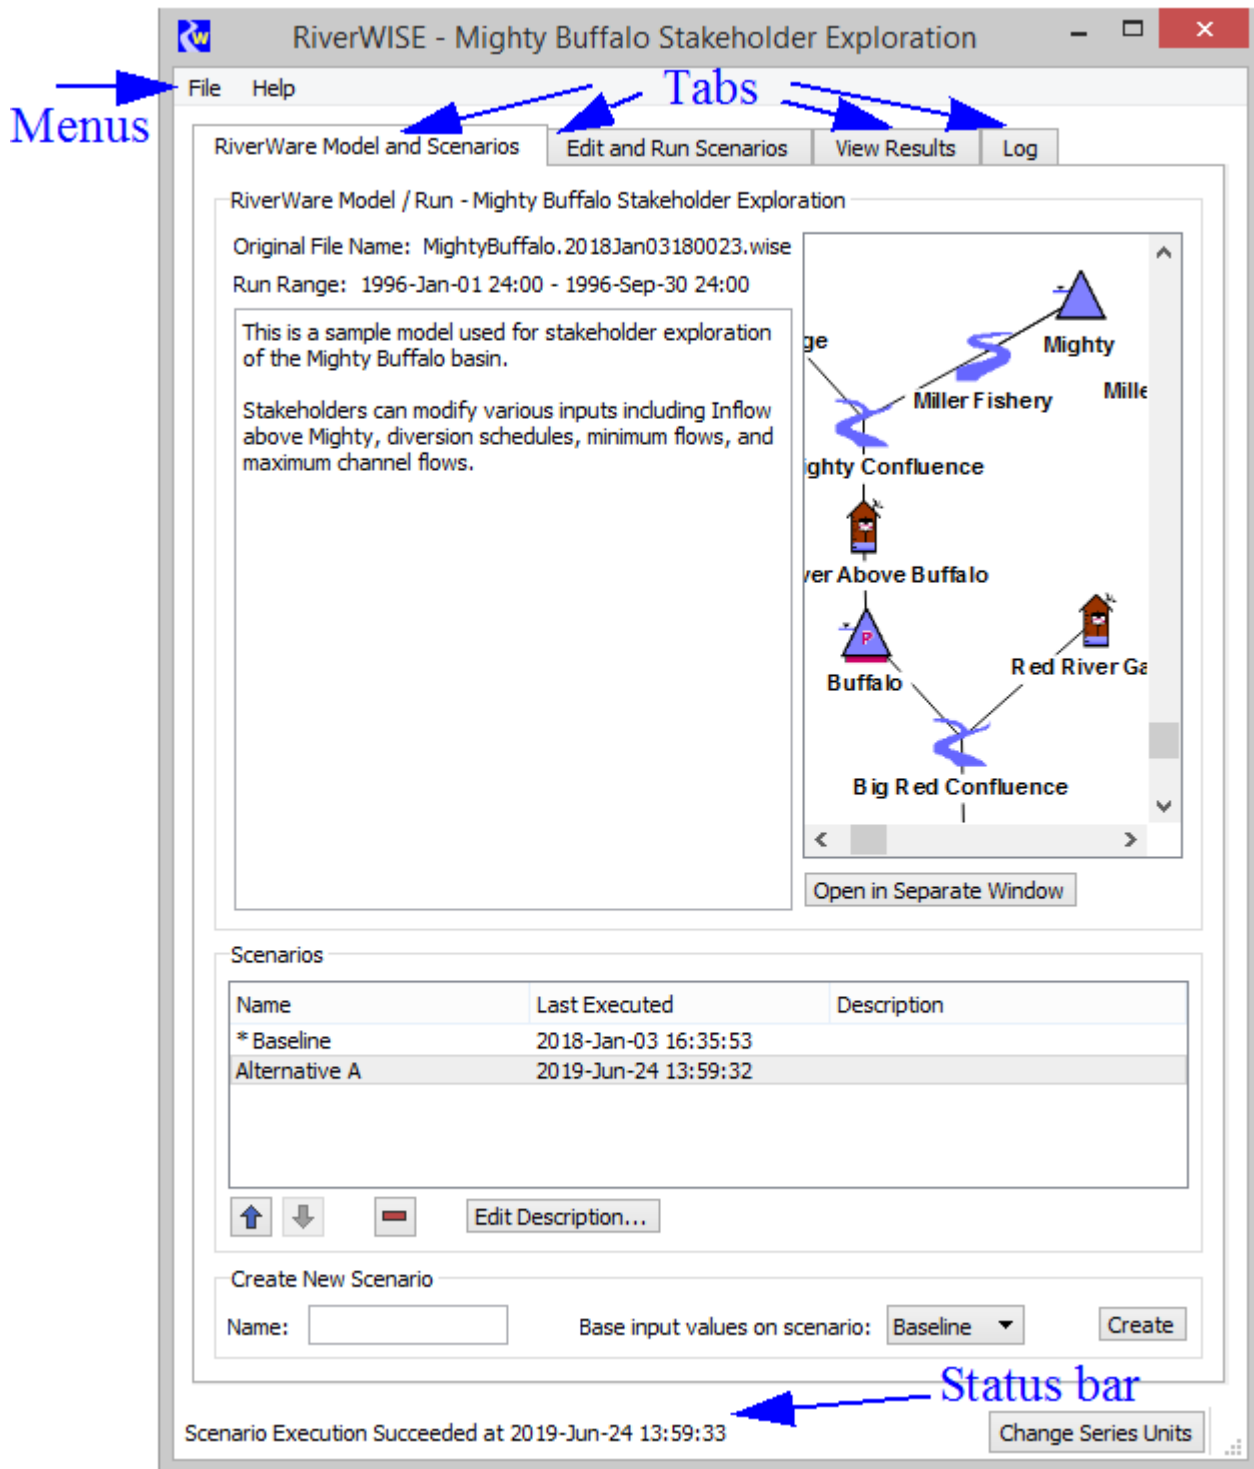 RiverWISE - Mighty Buffalo Stakeholder Exploration
File Help
Tabs
Menus
RiverWare Model and Scenarios Edit and Run Scenarios View Results Log
RiverWare Model / Run - Mighty Buffalo Stakeholder Exploration
Original File Name: MightyBuffalo.2018Jan03180023.wise
Run Range: 1996-Jan-01 24:00 - 1996-Sep-30 24:00
This is a sample model used for stakeholder exploration
of the Mighty Buffalo basin.
Stakeholders can modify various inputs including Inflow
above Mighty, diversion schedules, minimum flows, and
maximum channel flows.
ge
Mighty
Miller Fishery
Mille
ighty Confluence
ver Above Buffalo
P
Buffalo
Red River Ga
Big Red Confluence
Open in Separate Window
Scenarios
Name Last Executed Description
* Baseline 2018-Jan-03 16:35:53
Alternative A 2019-Jun-24 13:59:32
Edit Description...
Create New Scenario
Name: Base input values on scenario: Baseline Create
Status bar
Scenario Execution Succeeded at 2019-Jun-24 13:59:33
Change Series Units